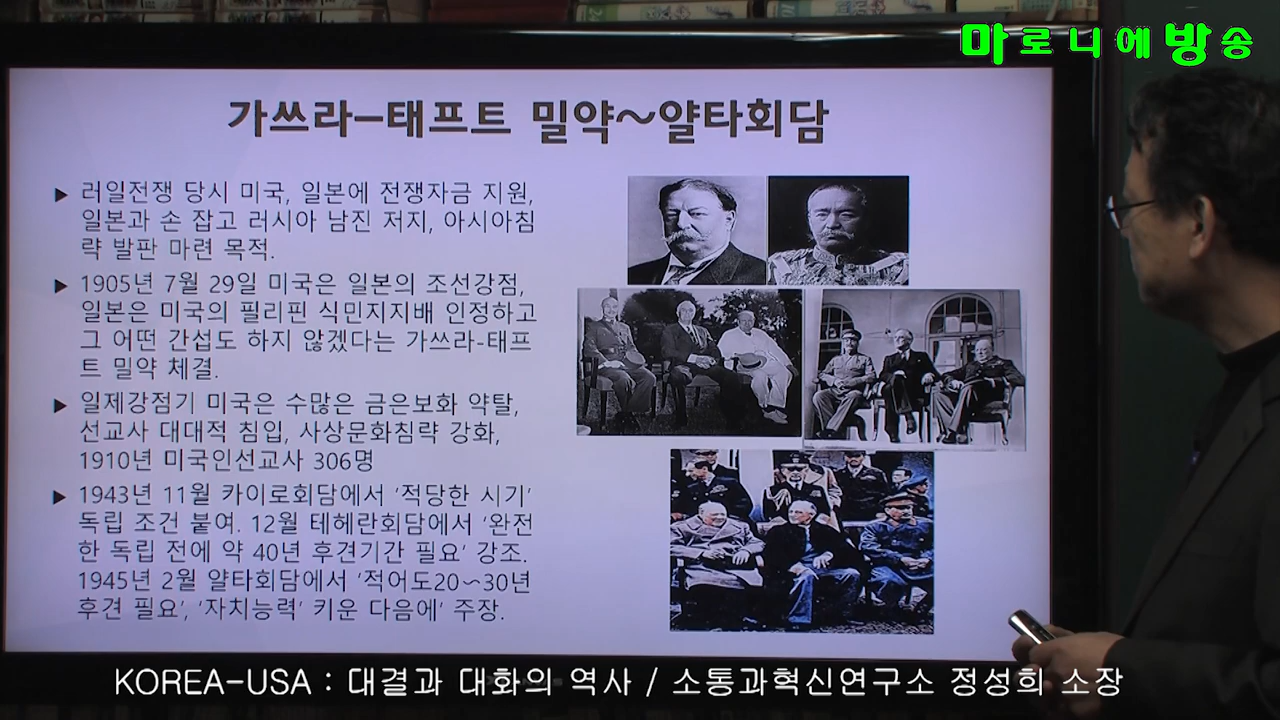 마로니에방송
가쓰라-태프트 밀약~얄타회담
▶ 러일전쟁 당시 미국, 일본에 전쟁자금 지원,
일본과 손 잡고 러시아 남진 저지, 아시아침
략 발판 마련 목적.
▶ 1905년 7월 29일 미국은 일본의 조선강점,
일본은 미국의 필리핀 식민지지배 인정하고
그 어떤 간섭도 하지 않겠다는 가쓰라-태프
트 밀약 체결.
▶ 일제강점기 미국은 수많은 금은보화 약탈,
선교사 대대적 침입, 사상문화침략 강화,
1910년 미국인선교사 306명
▶ 1943년 11월 카이로회담에서 '적당한 시기'
독립 조건 붙여. 12월 테헤란회담에서 '완전
한 독립 전에 약 40년 후견기간 필요' 강조.
1945년 2월 얄타회담에서 '적어도20~30년
후견 필요', '자치능력' 키운 다음에' 주장.
KOREA-USA : 대결과 대화의 역사 / 소통과혁신연구소 정성희 소장